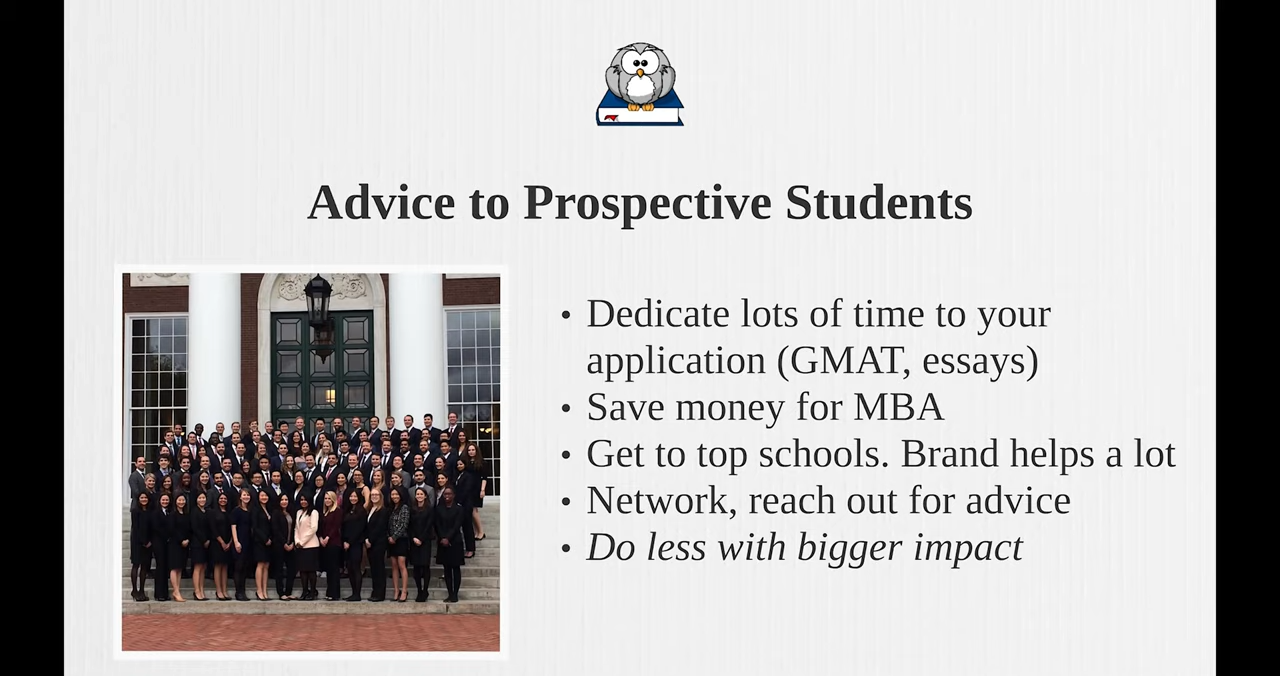 Advice to Prospective Students
• Dedicate lots of time to your
application (GMAT, essays)
• Save money for MBA
• Get to top schools. Brand helps a lot
• Network, reach out for advice
• Do less with bigger impact